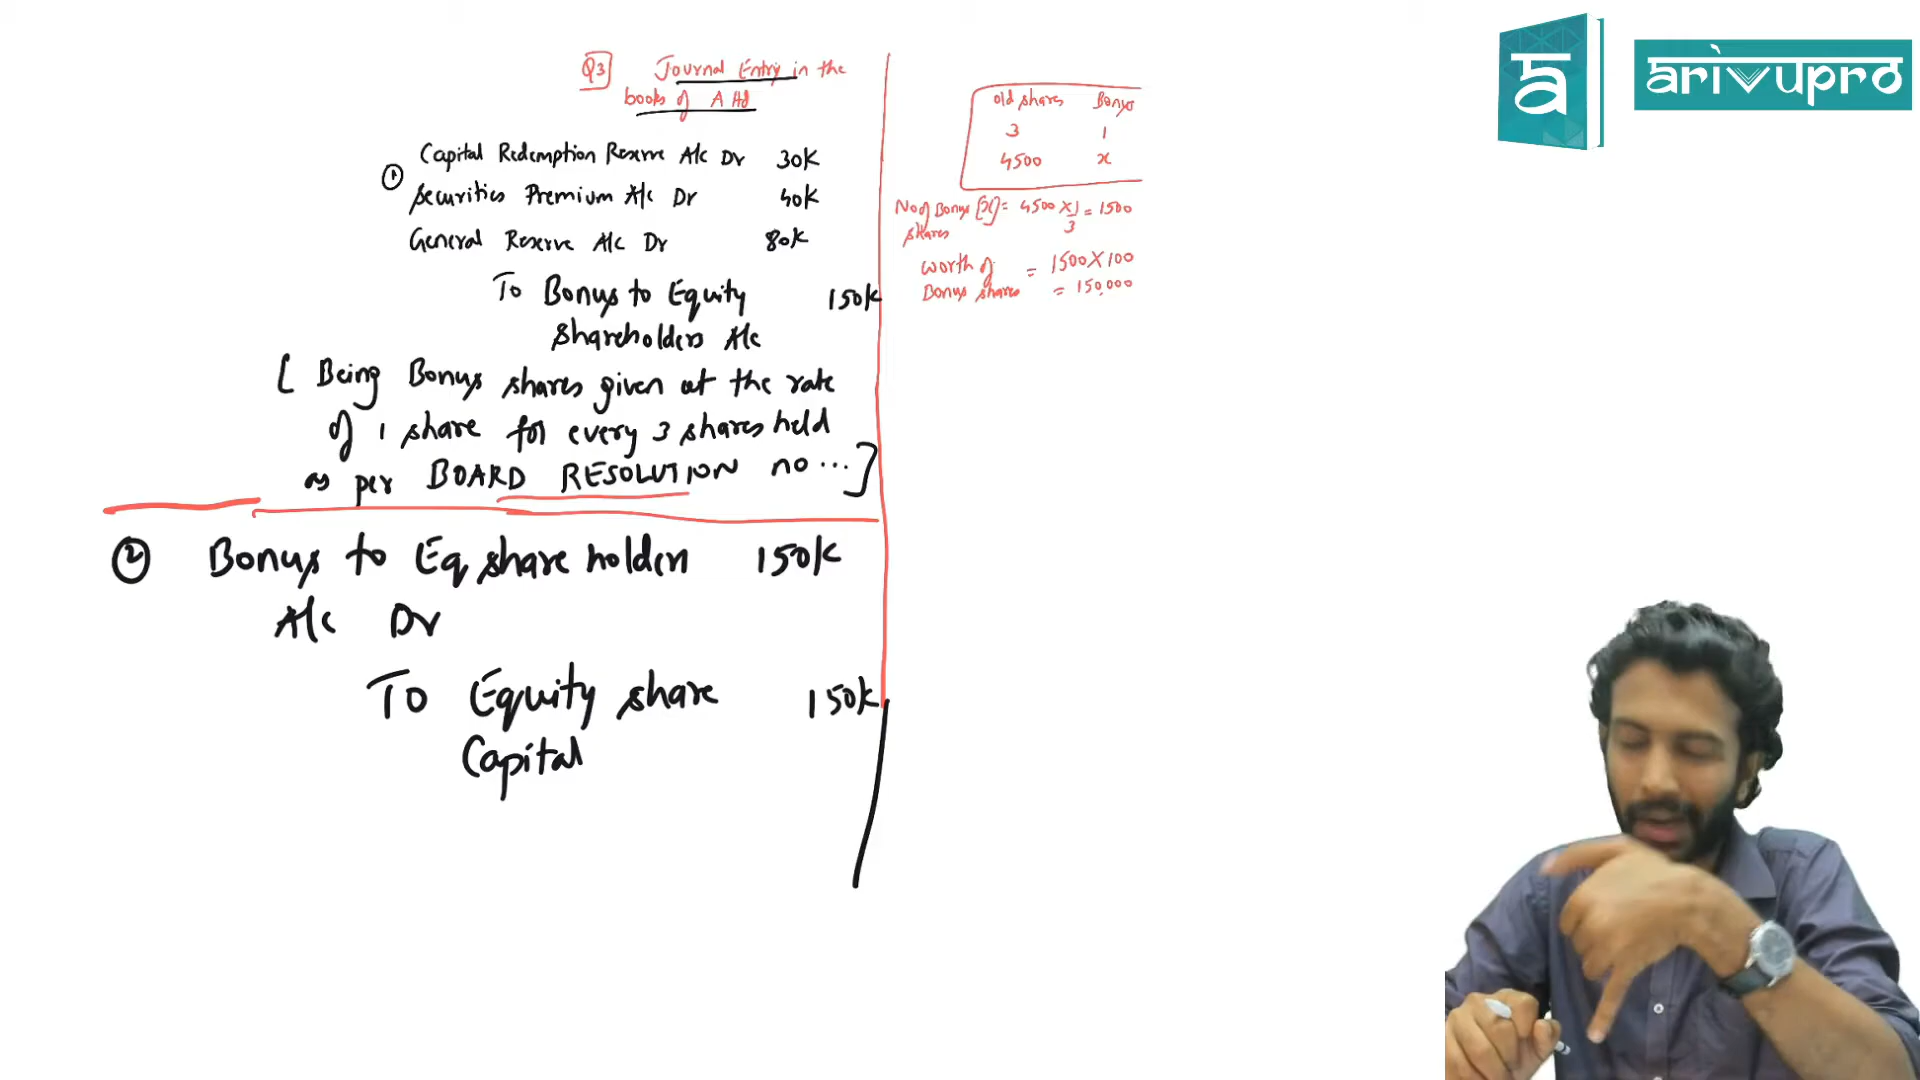 Q3 Journal Entry in the
books of A ltd
① Capital Redemption Reserve A/c Dr 30K
Securities Premium A/c Dr 40K
General Reserve A/c Dr 80K
To Bonus to Equity 150K
Shareholders A/c
[ Being Bonus shares given at the rate
of 1 share for every 3 shares held
as per BOARD RESOLUTION no ...]
② Bonus to Eq share holders 150K
A/c Dr
To Equity share 150K
Capital
old shares Bonus
3 1
4500 x
No of Bonus [x] = 4500 X 1/3 = 1500
shares
worth of = 1500 X 100
Bonus shares = 150,000
arivupro